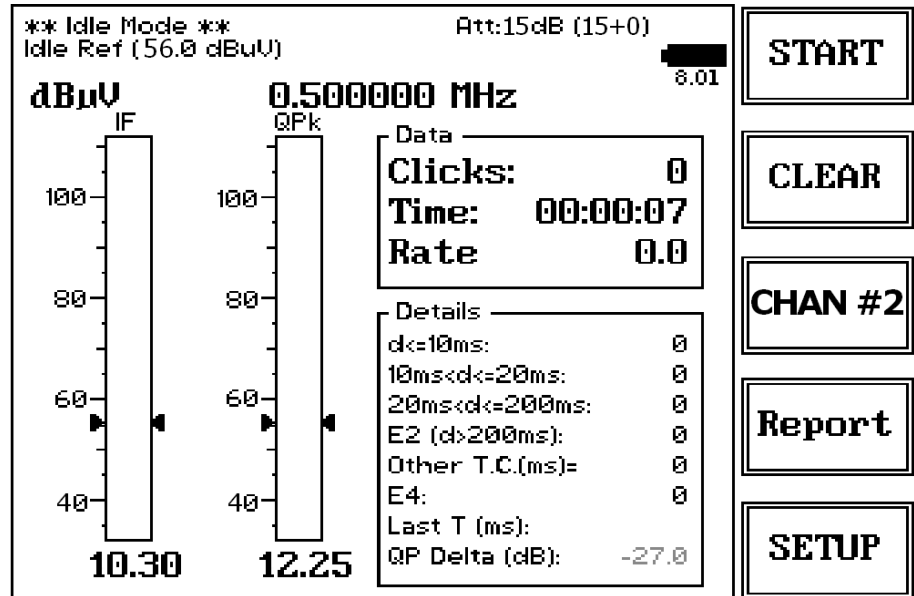 ** Idle Mode ** Att:15dB (15+0)
Idle Ref (56.0 dBuV)
8.01
dBµV 0.500000 MHz
IF QPk
100 100
80 80
60 60
40 40
10.30 12.25
Data
Clicks: 0
Time: 00:00:07
Rate 0.0
Details
d<=10ms: 0
10ms<d<=20ms: 0
20ms<d<=200ms: 0
E2 (d>200ms): 0
Other T.C.(ms)= 0
E4: 0
Last T (ms):
QP Delta (dB): -27.0
START
CLEAR
CHAN #2
Report
SETUP